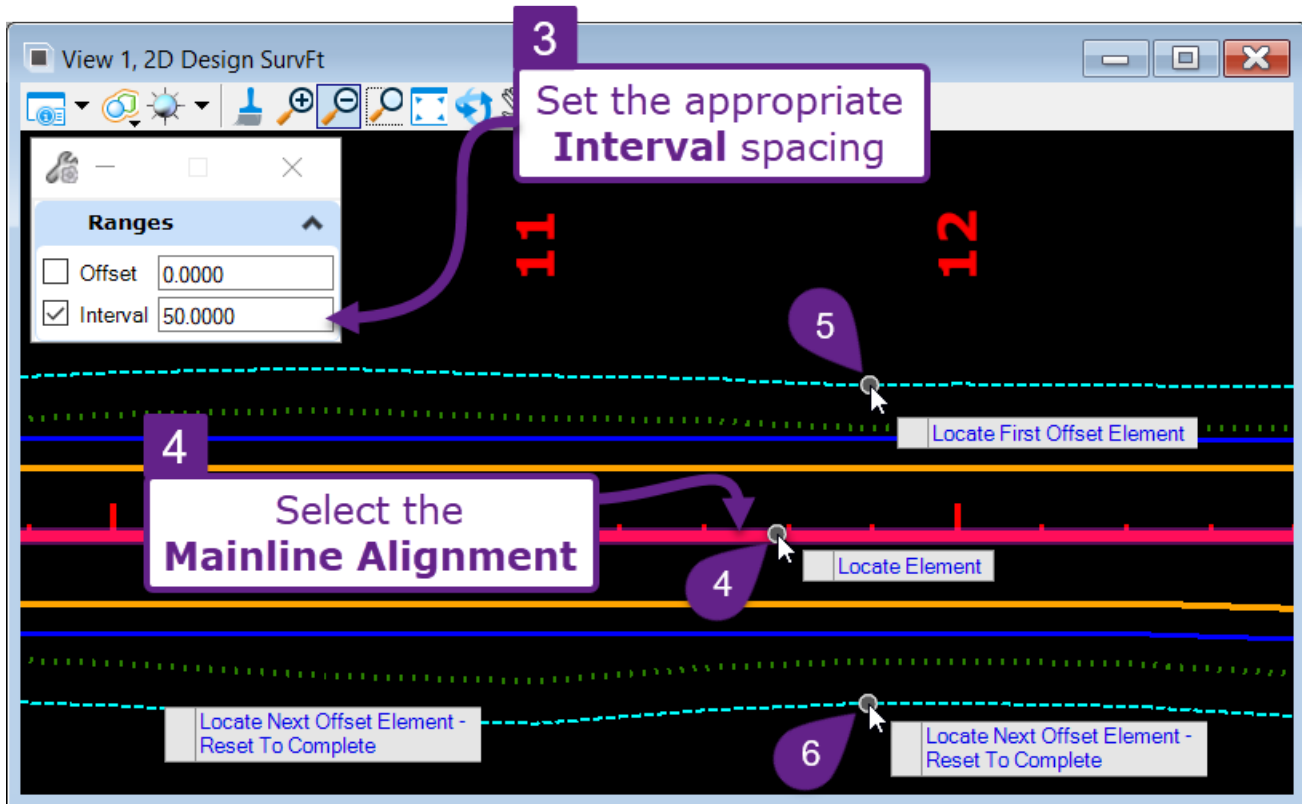 3
View 1, 2D Design SurvFt
Set the appropriate
Interval spacing
Ranges
Offset 0.0000
Interval 50.0000
11
12
5
Locate First Offset Element
4
Select the
Mainline Alignment
4
Locate Element
Locate Next Offset Element -
Reset To Complete
6
Locate Next Offset Element -
Reset To Complete